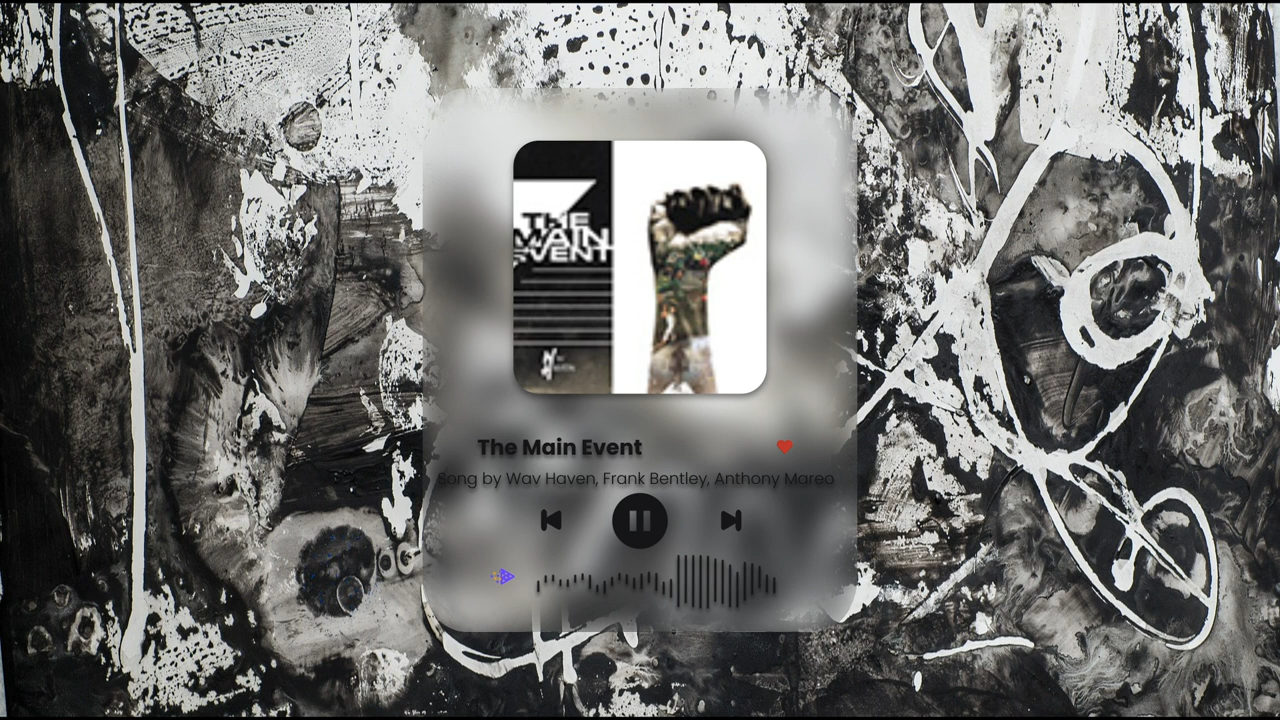 THE
MAIN
EVENT
The Main Event
Song by Wav Haven, Frank Bentley, Anthony Mareo